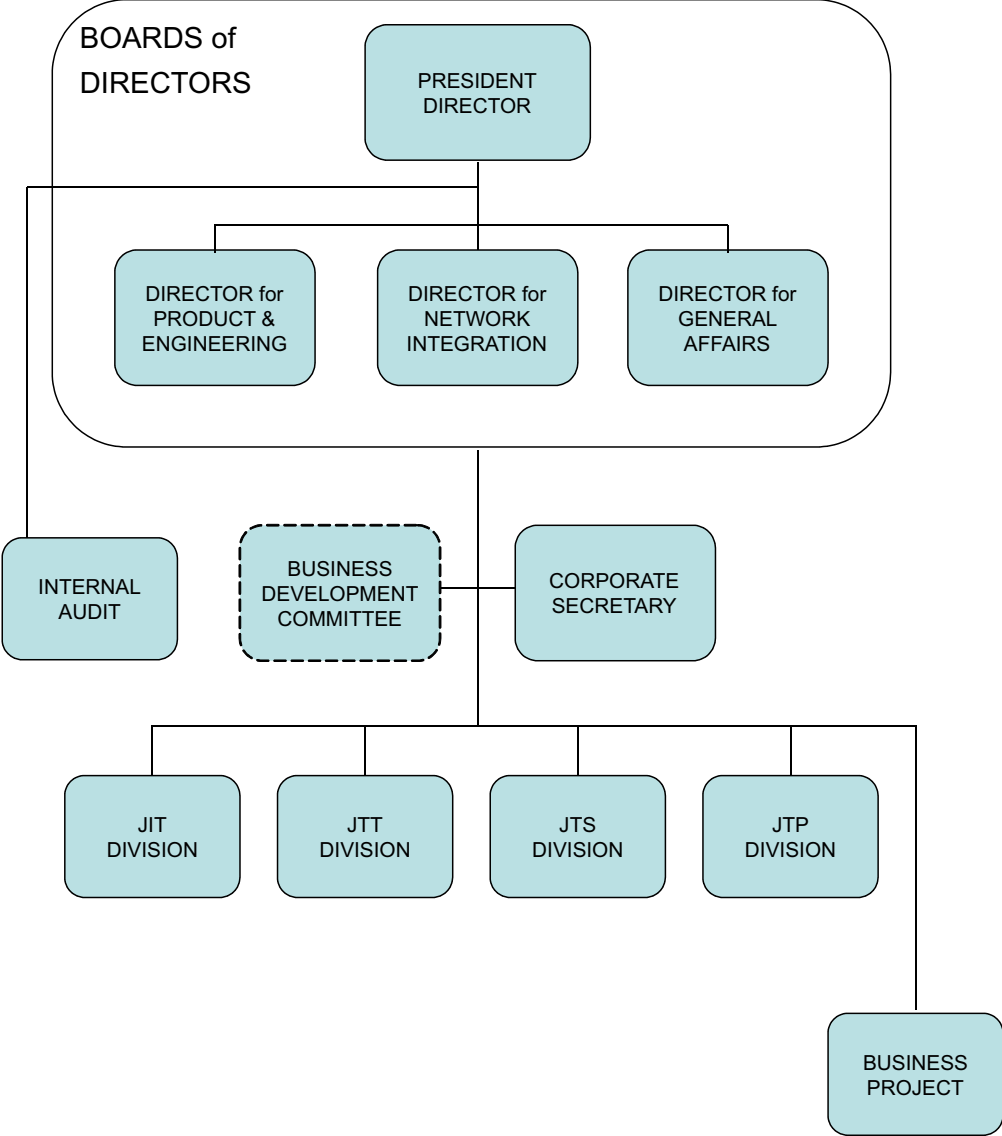 BOARDS of
DIRECTORS
PRESIDENT
DIRECTOR
DIRECTOR for
PRODUCT &
ENGINEERING
DIRECTOR for
NETWORK
INTEGRATION
DIRECTOR for
GENERAL
AFFAIRS
INTERNAL
AUDIT
BUSINESS
DEVELOPMENT
COMMITTEE
CORPORATE
SECRETARY
JIT
DIVISION
JTT
DIVISION
JTS
DIVISION
JTP
DIVISION
BUSINESS
PROJECT